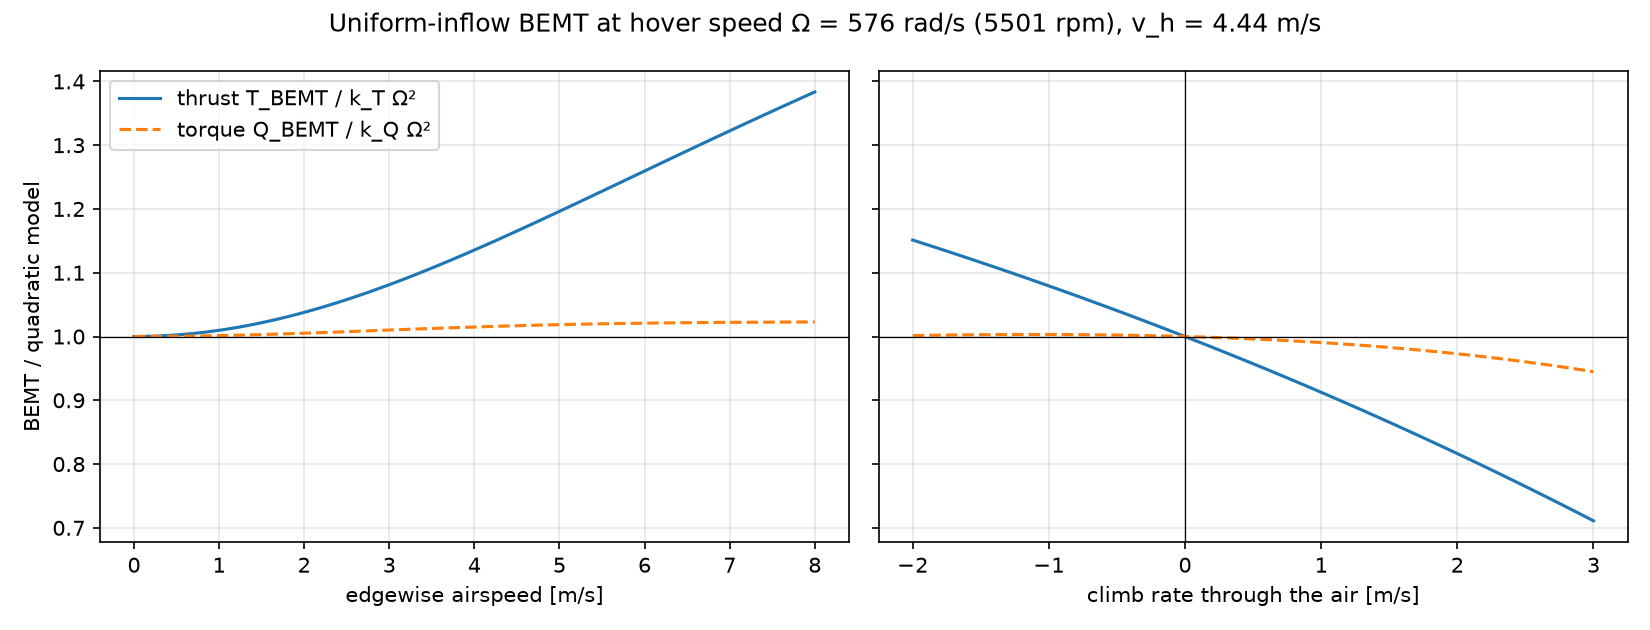 Uniform-inflow BEMT at hover speed Ω = 576 rad/s (5501 rpm), v_h = 4.44 m/s
thrust T_BEMT / k_T Ω²
torque Q_BEMT / k_Q Ω²
BEMT / quadratic model
1.4
1.3
1.2
1.1
1.0
0.9
0.8
0.7
0 1 2 3 4 5 6 7 8
edgewise airspeed [m/s]
−2 −1 0 1 2 3
climb rate through the air [m/s]